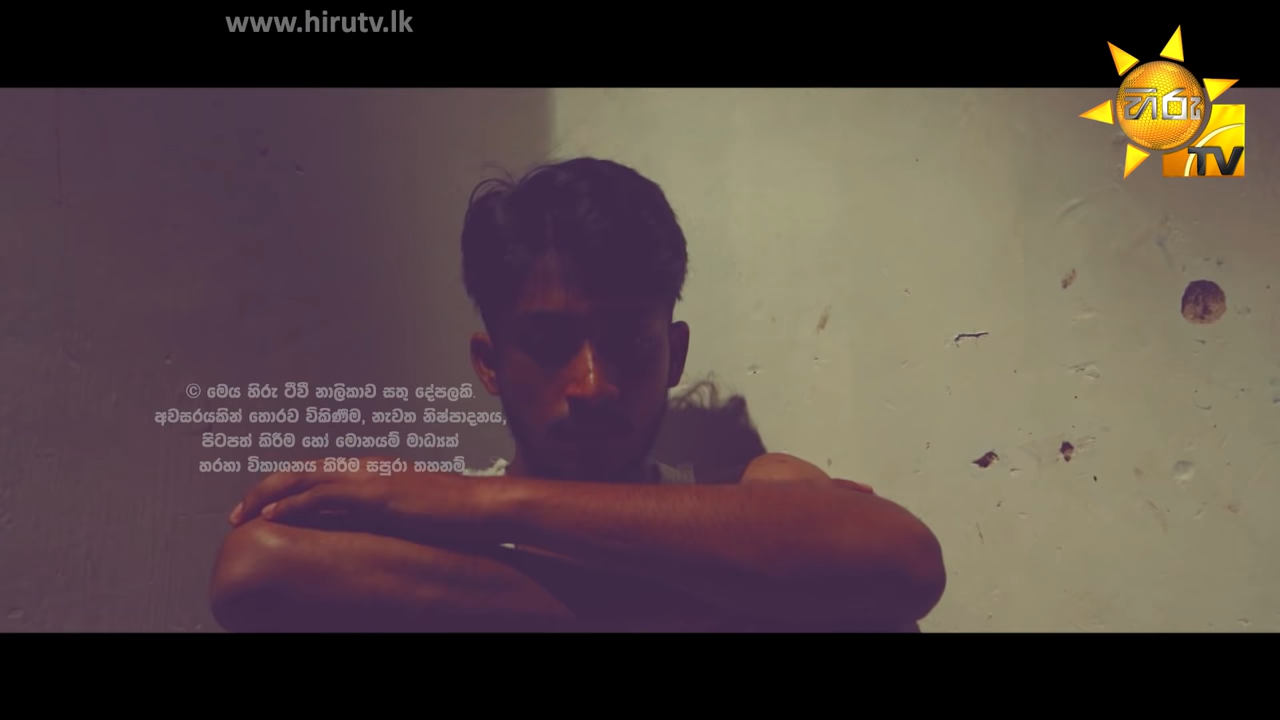 www.hirutv.lk
හිරු
TV
© මෙය හිරු ටීවී නාලිකාව සතු දේපලකි.
අවසරයකින් තොරව විකිණීම, නැවත නිෂ්පාදනය,
පිටපත් කිරීම හෝ මොනයම් මාධ්‍යක්
හරහා විකාශනය කිරීම සපුරා තහනම්.